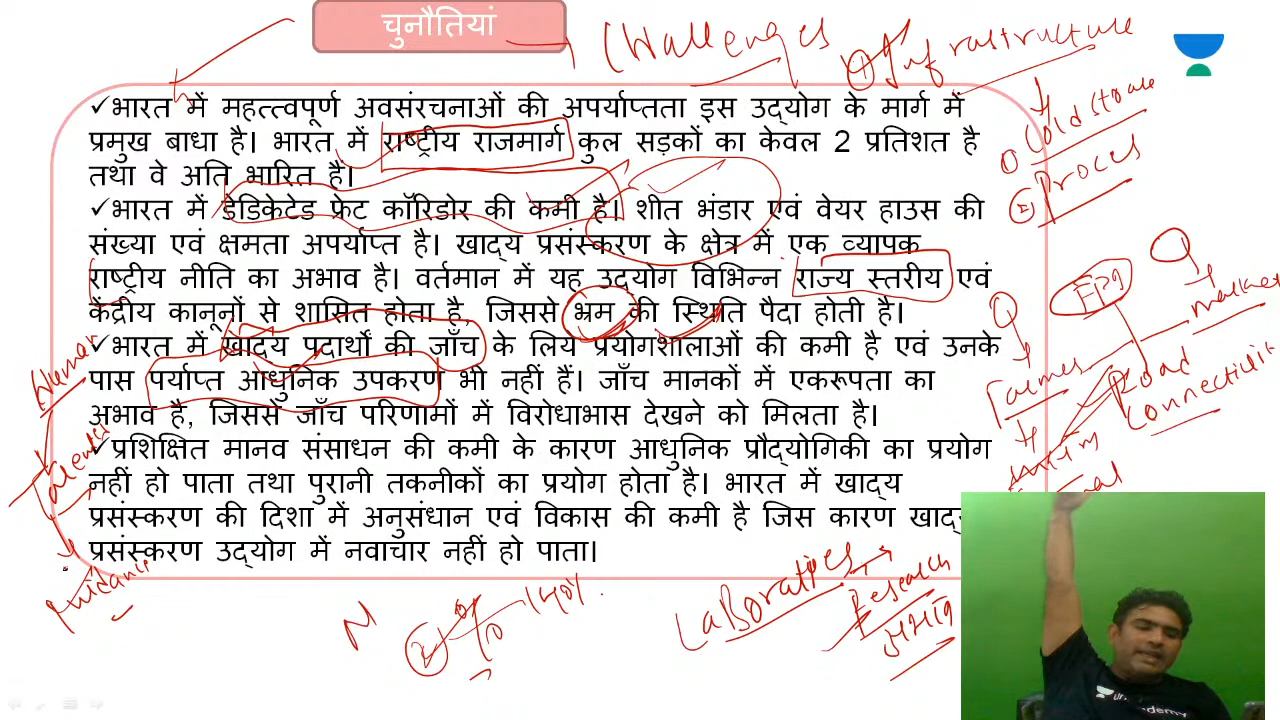 चुनौतियां
Challenges
Infrastructure
Cold storage
Process
✓भारत में महत्त्वपूर्ण अवसंरचनाओं की अपर्याप्तता इस उद्योग के मार्ग में
प्रमुख बाधा है। भारत में राष्ट्रीय राजमार्ग कुल सड़कों का केवल 2 प्रतिशत है
तथा वे अति भारित हैं।
✓भारत में डेडिकेटेड फ्रेट कॉरिडोर की कमी है। शीत भंडार एवं वेयर हाउस की
संख्या एवं क्षमता अपर्याप्त है। खाद्य प्रसंस्करण के क्षेत्र में एक व्यापक
राष्ट्रीय नीति का अभाव है। वर्तमान में यह उद्योग विभिन्न राज्य स्तरीय एवं
केंद्रीय कानूनों से शासित होता है, जिससे भ्रम की स्थिति पैदा होती है।
✓भारत में खाद्य पदार्थों की जाँच के लिये प्रयोगशालाओं की कमी है एवं उनके
पास पर्याप्त आधुनिक उपकरण भी नहीं हैं। जाँच मानकों में एकरूपता का
अभाव है, जिससे जाँच परिणामों में विरोधाभास देखने को मिलता है।
✓प्रशिक्षित मानव संसाधन की कमी के कारण आधुनिक प्रौद्योगिकी का प्रयोग
नहीं हो पाता तथा पुरानी तकनीकों का प्रयोग होता है। भारत में खाद्य
प्रसंस्करण की दिशा में अनुसंधान एवं विकास की कमी है जिस कारण खाद्
प्रसंस्करण उद्योग में नवाचार नहीं हो पाता।
Market
Farmer
Road
Connectivit
Human
Laboratries
Research